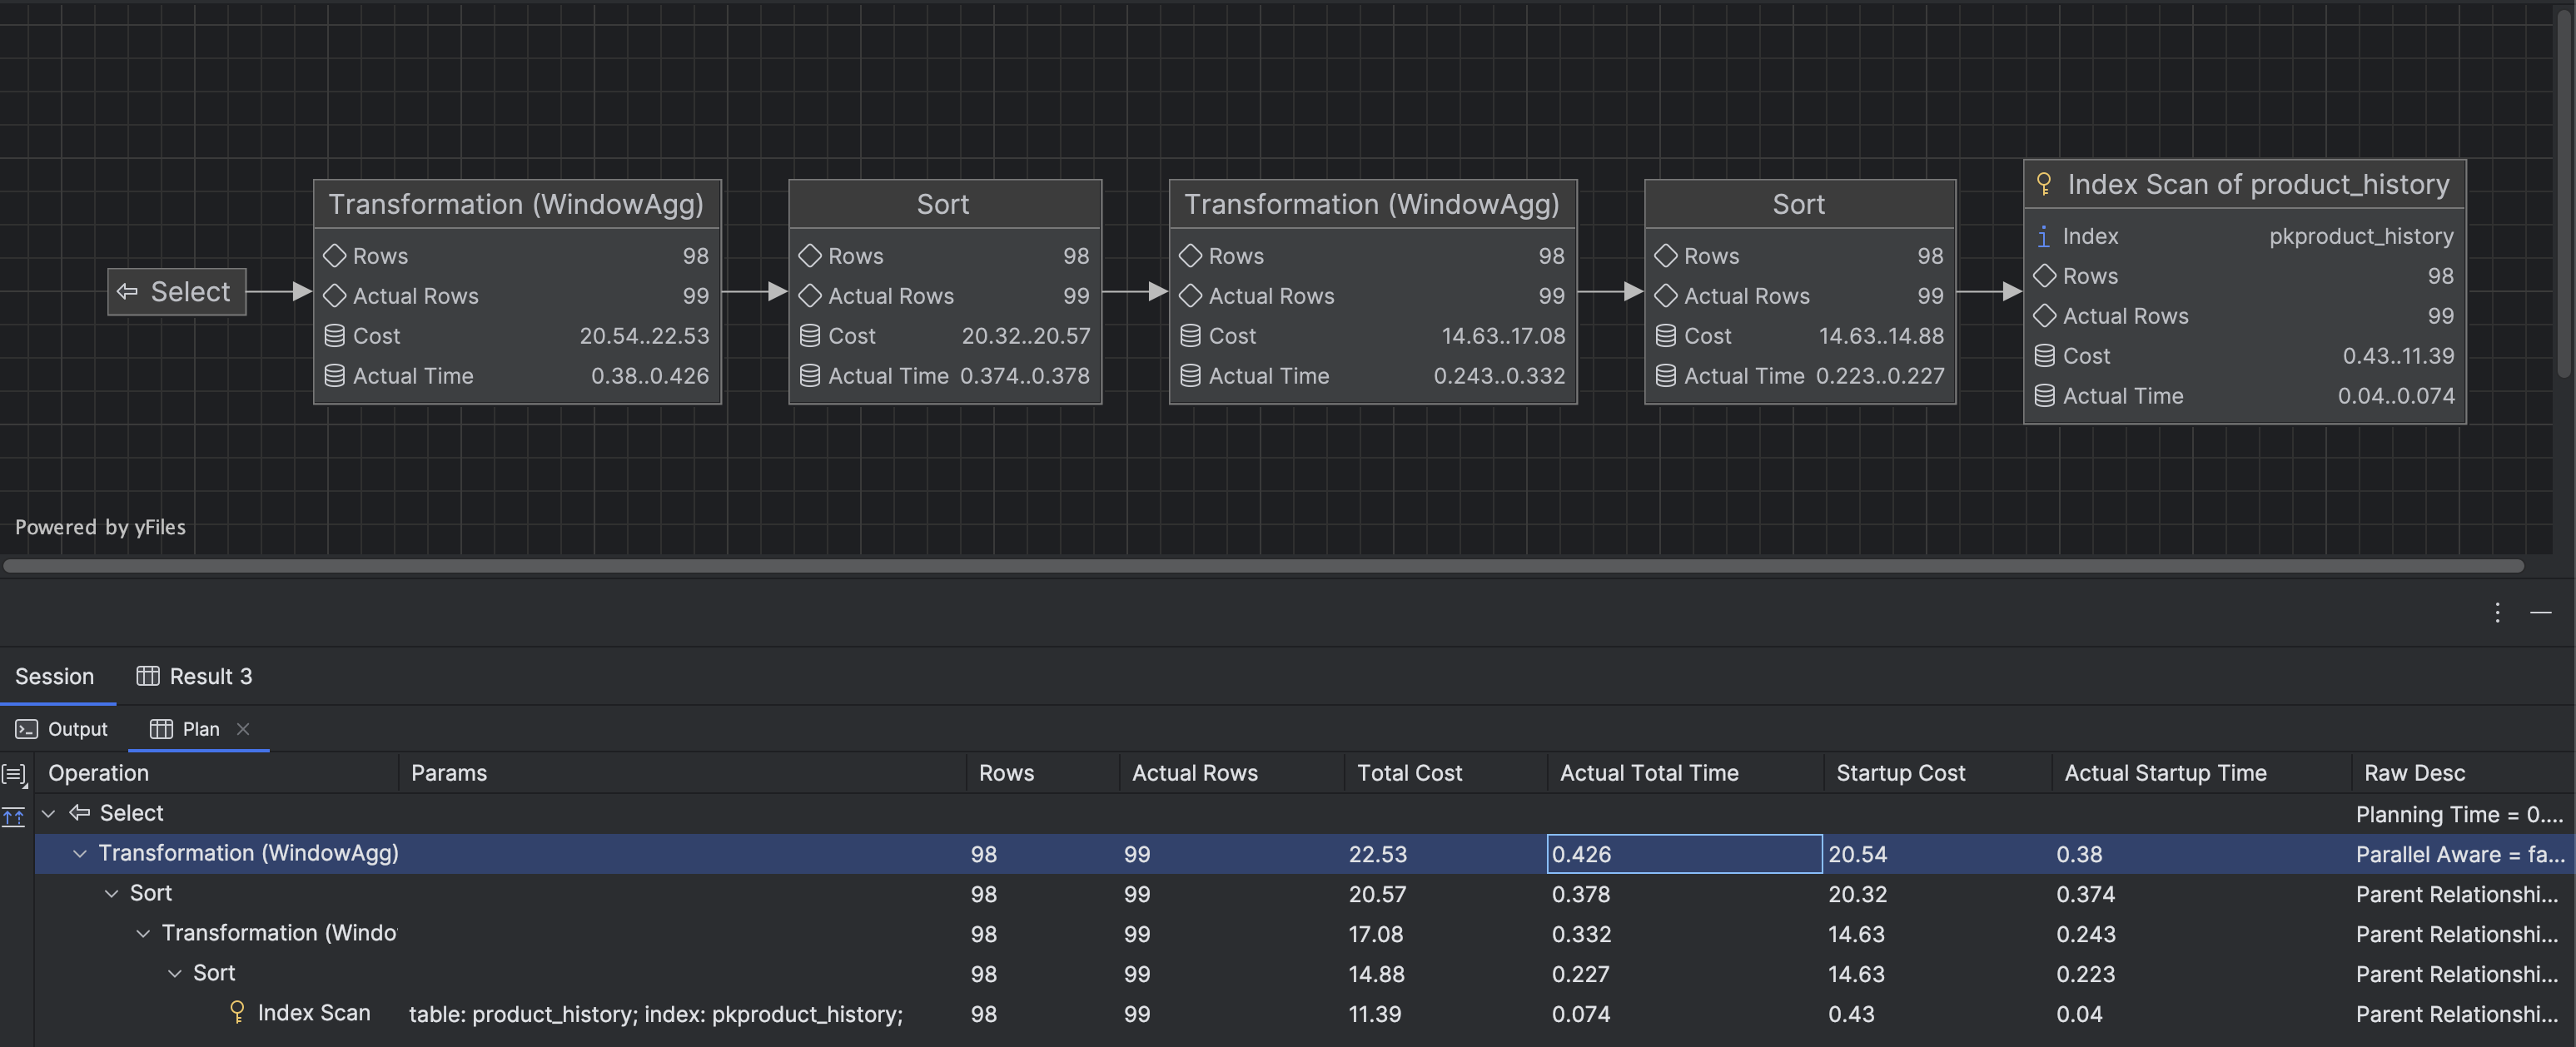 Select
Transformation (WindowAgg)
Rows 98
Actual Rows 99
Cost 20.54..22.53
Actual Time 0.38..0.426
Sort
Rows 98
Actual Rows 99
Cost 20.32..20.57
Actual Time 0.374..0.378
Transformation (WindowAgg)
Rows 98
Actual Rows 99
Cost 14.63..17.08
Actual Time 0.243..0.332
Sort
Rows 98
Actual Rows 99
Cost 14.63..14.88
Actual Time 0.223..0.227
Index Scan of product_history
Index pkproduct_history
Rows 98
Actual Rows 99
Cost 0.43..11.39
Actual Time 0.04..0.074
Powered by yFiles
Session Result 3
Output Plan
Operation Params Rows Actual Rows Total Cost Actual Total Time Startup Cost Actual Startup Time Raw Desc
Select Planning Time = 0....
Transformation (WindowAgg) 98 99 22.53 0.426 20.54 0.38 Parallel Aware = fa...
Sort 98 99 20.57 0.378 20.32 0.374 Parent Relationshi...
Transformation (Windo 98 99 17.08 0.332 14.63 0.243 Parent Relationshi...
Sort 98 99 14.88 0.227 14.63 0.223 Parent Relationshi...
Index Scan table: product_history; index: pkproduct_history; 98 99 11.39 0.074 0.43 0.04 Parent Relationshi...